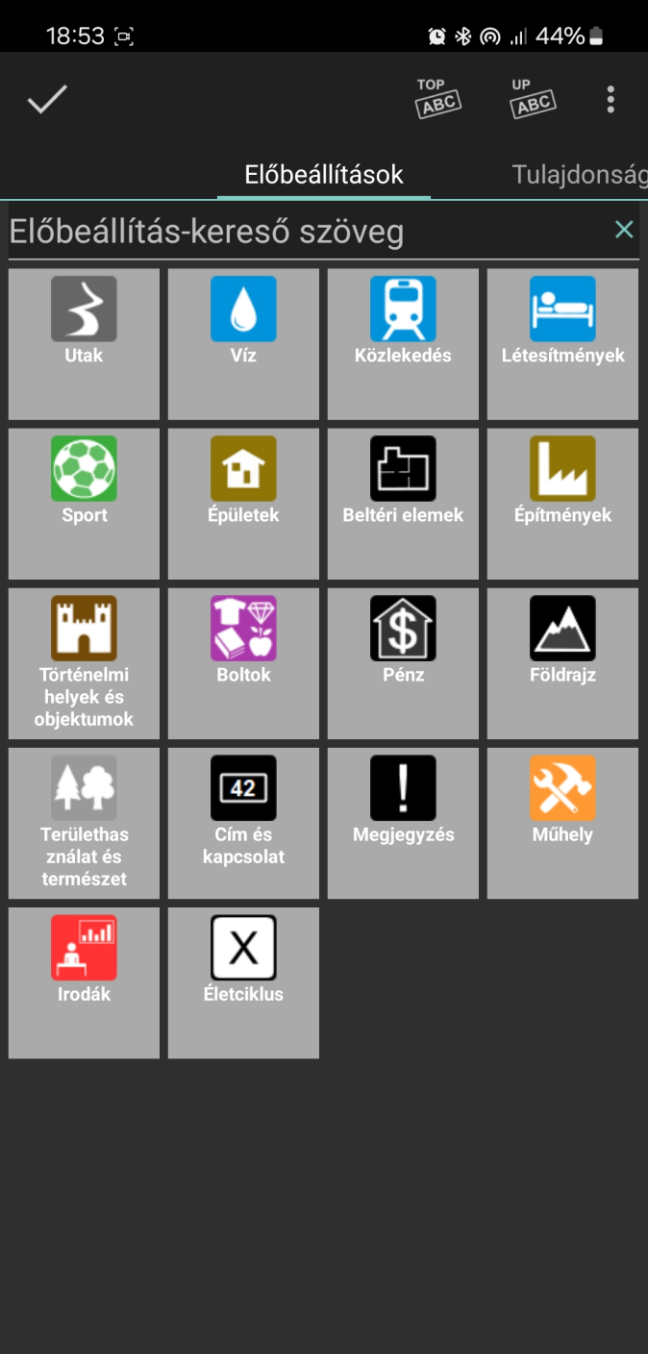 18:53
44%
TOP
ABC
UP
ABC
Előbeállítások
Tulajdonság
Előbeállítás-kereső szöveg
Utak
Víz
Közlekedés
Létesítmények
Sport
Épületek
Beltéri elemek
Építmények
Történelmi
helyek és
objektumok
Boltok
$
Pénz
Földrajz
Területhas
ználat és
természet
42
Cím és
kapcsolat
!
Megjegyzés
Műhely
Irodák
X
Életciklus